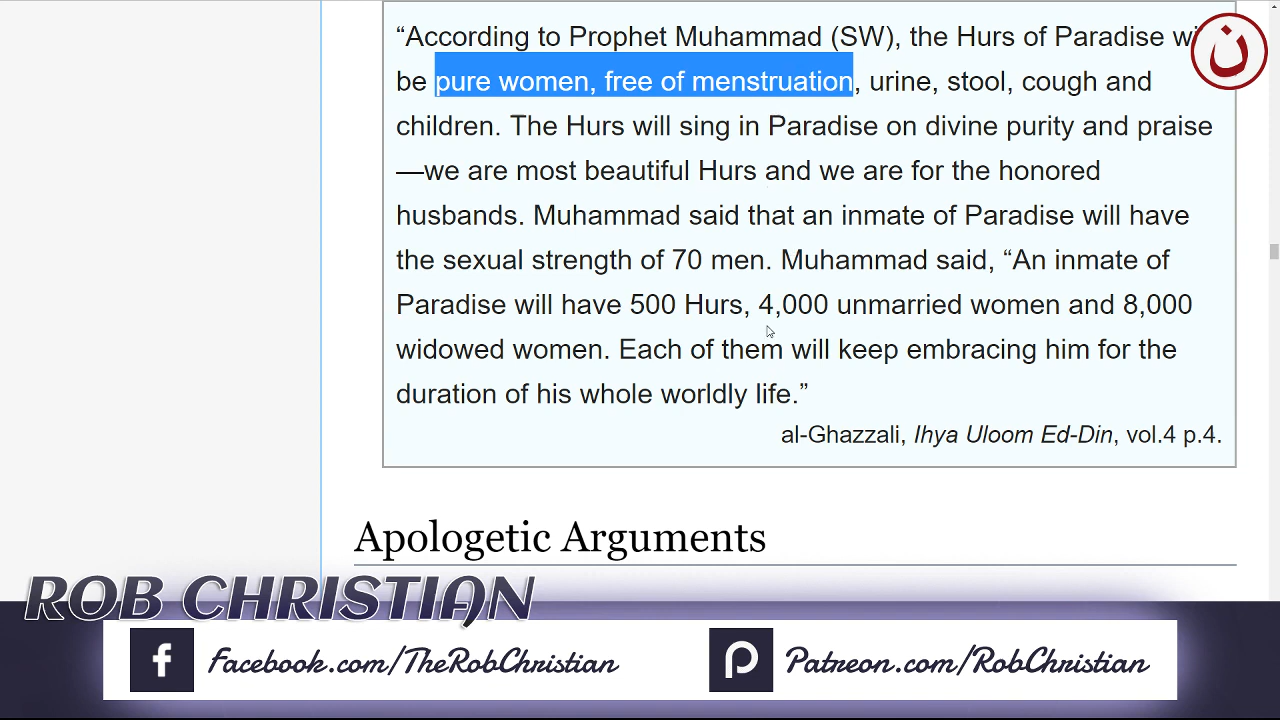 “According to Prophet Muhammad (SW), the Hurs of Paradise
ن
be pure women, free of menstruation, urine, stool, cough and
children. The Hurs will sing in Paradise on divine purity and praise
—we are most beautiful Hurs and we are for the honored
husbands. Muhammad said that an inmate of Paradise will have
the sexual strength of 70 men. Muhammad said, “An inmate of
Paradise will have 500 Hurs, 4,000 unmarried women and 8,000
widowed women. Each of them will keep embracing him for the
duration of his whole worldly life.”
al-Ghazzali, Ihya Uloom Ed-Din, vol.4 p.4.
Apologetic Arguments
ROB CHRISTIAN
Facebook.com/TheRobChristian
Patreon.com/RobChristian